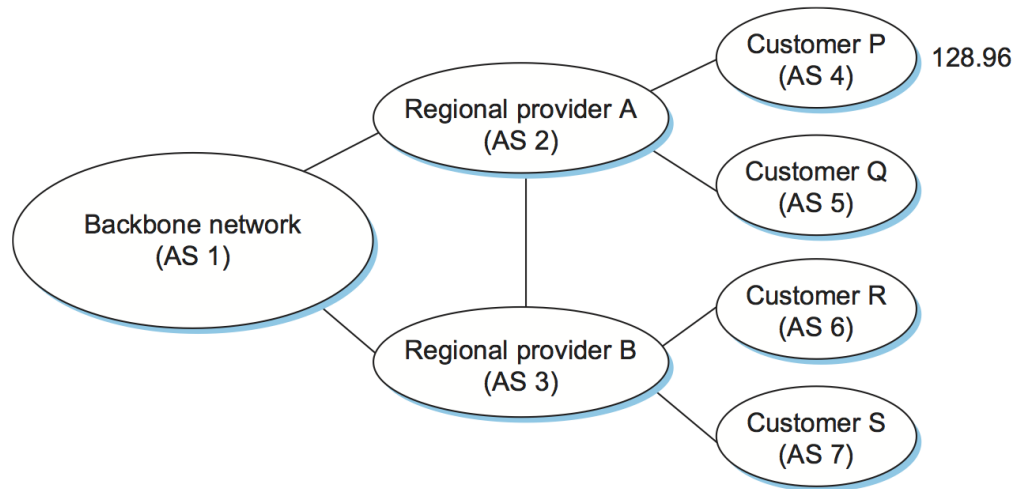 Backbone network
(AS 1)
Regional provider A
(AS 2)
Regional provider B
(AS 3)
Customer P
(AS 4)
128.96
Customer Q
(AS 5)
Customer R
(AS 6)
Customer S
(AS 7)